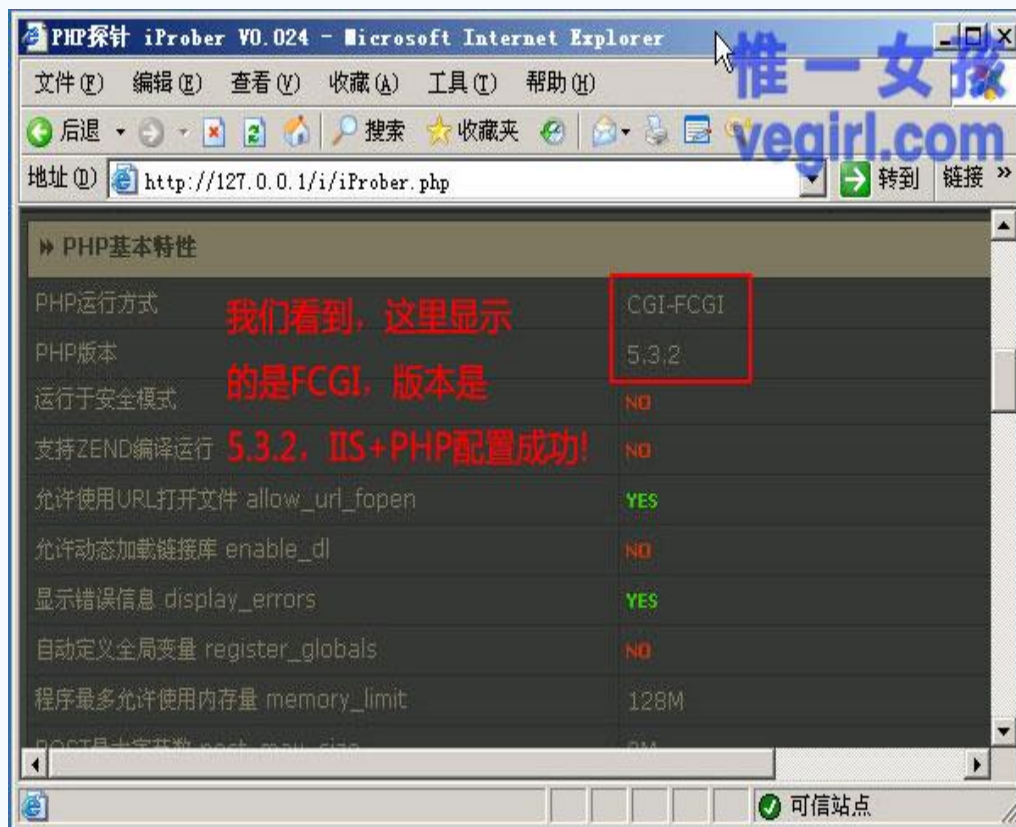 PHP探针 iProber V0.024 - Microsoft Internet Explorer
惟一女孩
文件(F) 编辑(E) 查看(V) 收藏(A) 工具(T) 帮助(H)
后退 搜索 收藏夹
vegirl.com
地址(D) http://127.0.0.1/i/iProber.php 转到 链接 »
» PHP基本特性
PHP运行方式 CGI-FCGI
我们看到，这里显示
PHP版本 5.3.2
的是FCGI，版本是
运行于安全模式 NO
支持ZEND编译运行 NO
5.3.2，IIS+PHP配置成功!
允许使用URL打开文件 allow_url_fopen YES
允许动态加载链接库 enable_dl NO
显示错误信息 display_errors YES
自动定义全局变量 register_globals NO
程序最多允许使用内存量 memory_limit 128M
可信站点